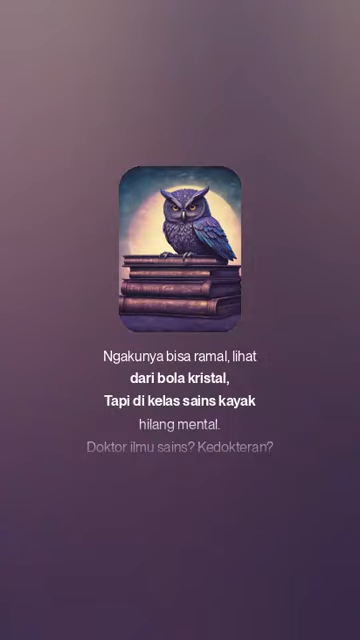 Ngakunya bisa ramal, lihat
dari bola kristal,
Tapi di kelas sains kayak
hilang mental.
Doktor ilmu sains? Kedokteran?